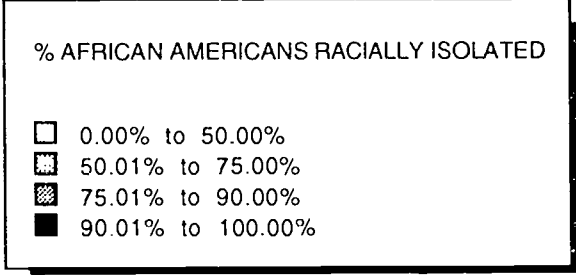 % AFRICAN AMERICANS RACIALLY ISOLATED
0.00% to 50.00%
50.01% to 75.00%
75.01% to 90.00%
90.01% to 100.00%